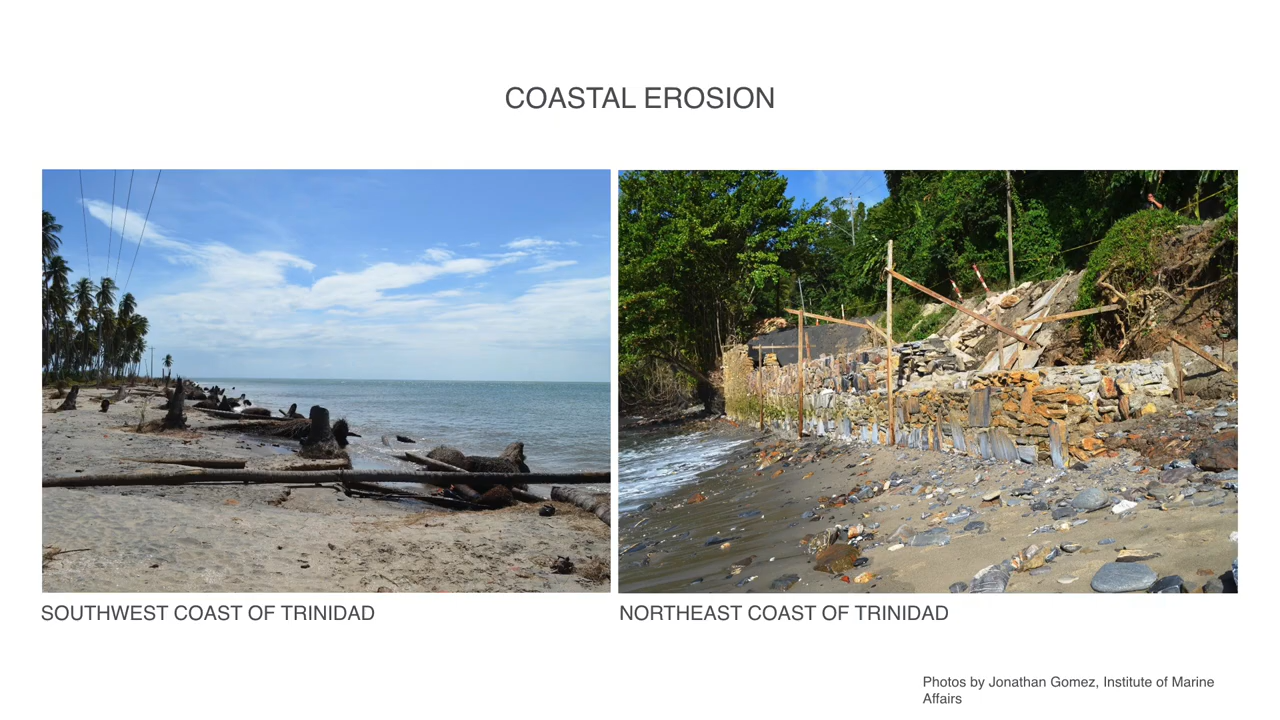 COASTAL EROSION
SOUTHWEST COAST OF TRINIDAD
NORTHEAST COAST OF TRINIDAD
Photos by Jonathan Gomez, Institute of Marine
Affairs